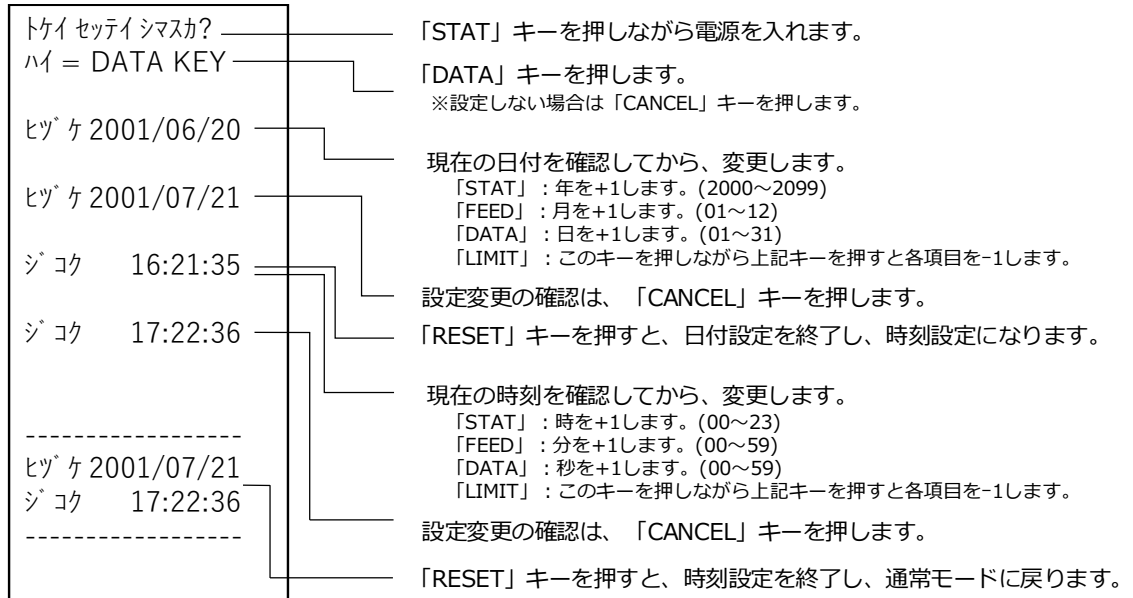 ﾄｹｲ ｾｯﾃｲ ｼﾏｽｶ?
ﾊｲ = DATA KEY
ﾋﾂﾞｹ 2001/06/20
ﾋﾂﾞｹ 2001/07/21
ｼﾞｺｸ 16:21:35
ｼﾞｺｸ 17:22:36
------------------
ﾋﾂﾞｹ 2001/07/21
ｼﾞｺｸ 17:22:36
------------------
「STAT」キーを押しながら電源を入れます。
「DATA」キーを押します。
※設定しない場合は「CANCEL」キーを押します。
現在の日付を確認してから、変更します。
「STAT」：年を+1します。(2000～2099)
「FEED」：月を+1します。(01～12)
「DATA」：日を+1します。(01～31)
「LIMIT」：このキーを押しながら上記キーを押すと各項目を-1します。
設定変更の確認は、「CANCEL」キーを押します。
「RESET」キーを押すと、日付設定を終了し、時刻設定になります。
現在の時刻を確認してから、変更します。
「STAT」：時を+1します。(00～23)
「FEED」：分を+1します。(00～59)
「DATA」：秒を+1します。(00～59)
「LIMIT」：このキーを押しながら上記キーを押すと各項目を-1します。
設定変更の確認は、「CANCEL」キーを押します。
「RESET」キーを押すと、時刻設定を終了し、通常モードに戻ります。